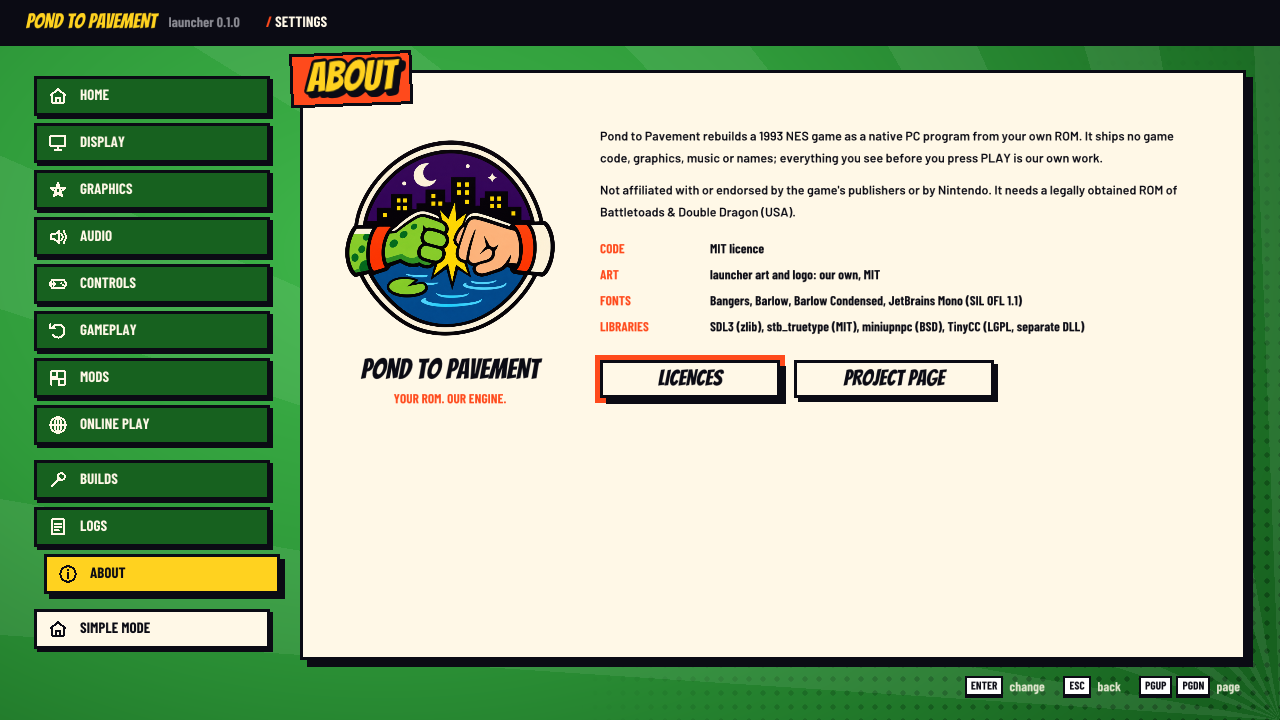 POND TO PAVEMENT launcher 0.1.0 / SETTINGS
ABOUT
HOME
DISPLAY
GRAPHICS
AUDIO
CONTROLS
GAMEPLAY
MODS
ONLINE PLAY
BUILDS
LOGS
ABOUT
SIMPLE MODE
POND TO PAVEMENT
YOUR ROM. OUR ENGINE.
Pond to Pavement rebuilds a 1993 NES game as a native PC program from your own ROM. It ships no game
code, graphics, music or names; everything you see before you press PLAY is our own work.
Not affiliated with or endorsed by the game's publishers or by Nintendo. It needs a legally obtained ROM of
Battletoads & Double Dragon (USA).
CODE MIT licence
ART launcher art and logo: our own, MIT
FONTS Bangers, Barlow, Barlow Condensed, JetBrains Mono (SIL OFL 1.1)
LIBRARIES SDL3 (zlib), stb_truetype (MIT), miniupnpc (BSD), TinyCC (LGPL, separate DLL)
LICENCES PROJECT PAGE
ENTER change ESC back PGUP PGDN page